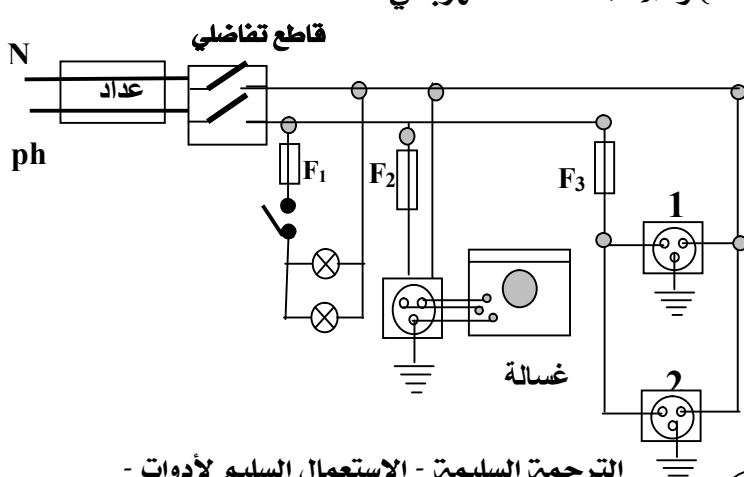 قاطع تفاضلي
N
عداد
ph
F₁
F₂
F₃
1
غسالة
2
الترجمة السليمة - الاستعمال السليم لأدوات -